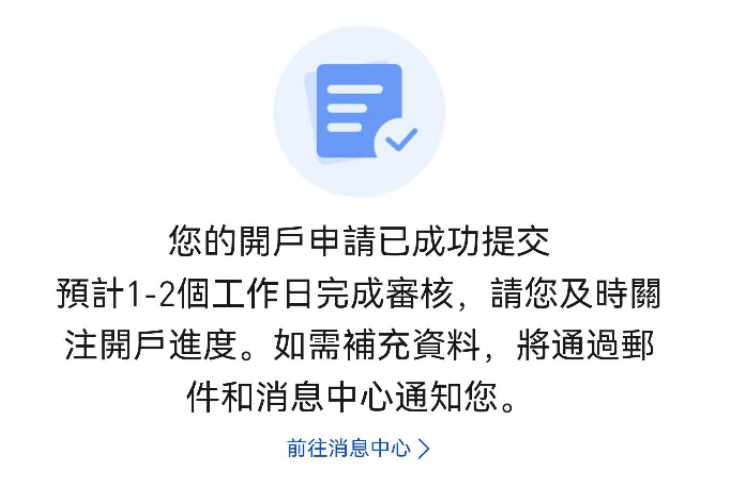 您的開戶申請已成功提交
預計1-2個工作日完成審核，請您及時關
注開戶進度。如需補充資料，將通過郵
件和消息中心通知您。
前往消息中心 >